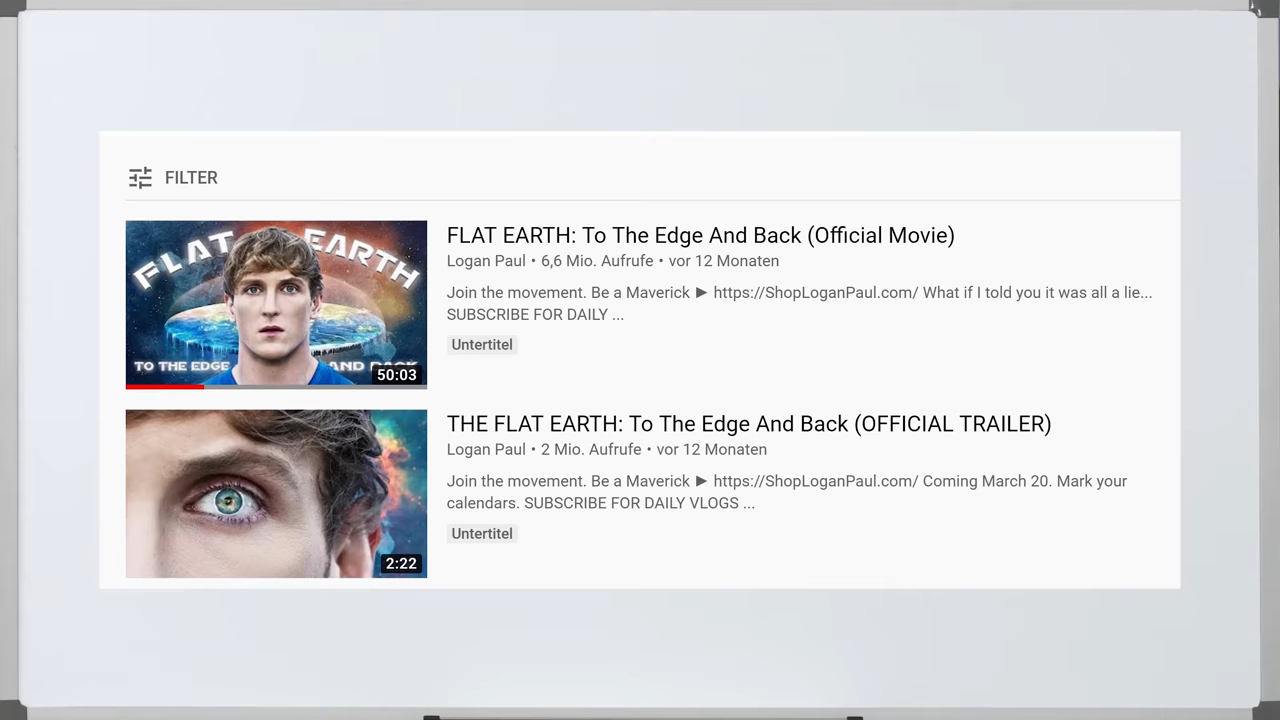 FILTER
FLAT EARTH
TO THE EDGE AND BACK
50:03
FLAT EARTH: To The Edge And Back (Official Movie)
Logan Paul • 6,6 Mio. Aufrufe • vor 12 Monaten
Join the movement. Be a Maverick ► https://ShopLoganPaul.com/ What if I told you it was all a lie...
SUBSCRIBE FOR DAILY ...
Untertitel
2:22
THE FLAT EARTH: To The Edge And Back (OFFICIAL TRAILER)
Logan Paul • 2 Mio. Aufrufe • vor 12 Monaten
Join the movement. Be a Maverick ► https://ShopLoganPaul.com/ Coming March 20. Mark your
calendars. SUBSCRIBE FOR DAILY VLOGS ...
Untertitel